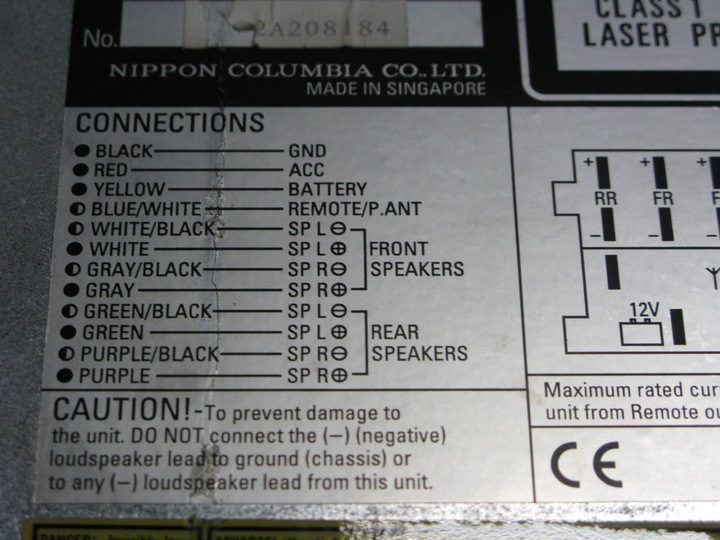 No. 2A208184
NIPPON COLUMBIA CO.,LTD.
MADE IN SINGAPORE
CLASS 1
LASER PR
CONNECTIONS
BLACK GND
RED ACC
YELLOW BATTERY
BLUE/WHITE REMOTE/P.ANT
WHITE/BLACK SP L⊖
WHITE SP L⊕
GRAY/BLACK SP R⊖
GRAY SP R⊕
FRONT
SPEAKERS
GREEN/BLACK SP L⊖
GREEN SP L⊕
PURPLE/BLACK SP R⊖
PURPLE SP R⊕
REAR
SPEAKERS
+ + +
RR FR F
– – –
12V
CAUTION!-To prevent damage to
the unit. DO NOT connect the (–) (negative)
loudspeaker lead to ground (chassis) or
to any (–) loudspeaker lead from this unit.
Maximum rated cur
unit from Remote ou
CE